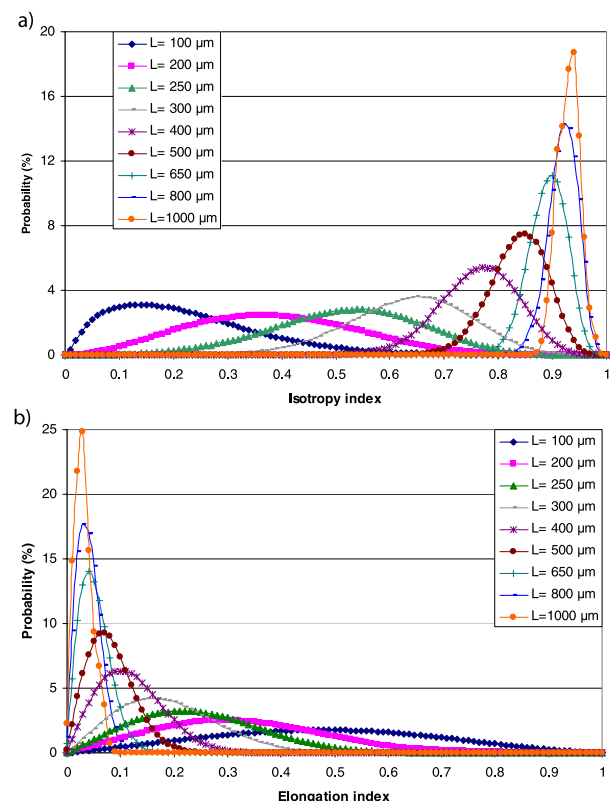 a)
Probability (%)
20
16
12
8
4
0
L= 100 µm
L= 200 µm
L= 250 µm
L= 300 µm
L= 400 µm
L= 500 µm
L= 650 µm
L= 800 µm
L=1000 µm
0 0.1 0.2 0.3 0.4 0.5 0.6 0.7 0.8 0.9 1
Isotropy index
b)
Probability (%)
25
20
15
10
5
0
L= 100 µm
L= 200 µm
L= 250 µm
L= 300 µm
L= 400 µm
L= 500 µm
L= 650 µm
L= 800 µm
L=1000 µm
0 0.1 0.2 0.3 0.4 0.5 0.6 0.7 0.8 0.9 1
Elongation index